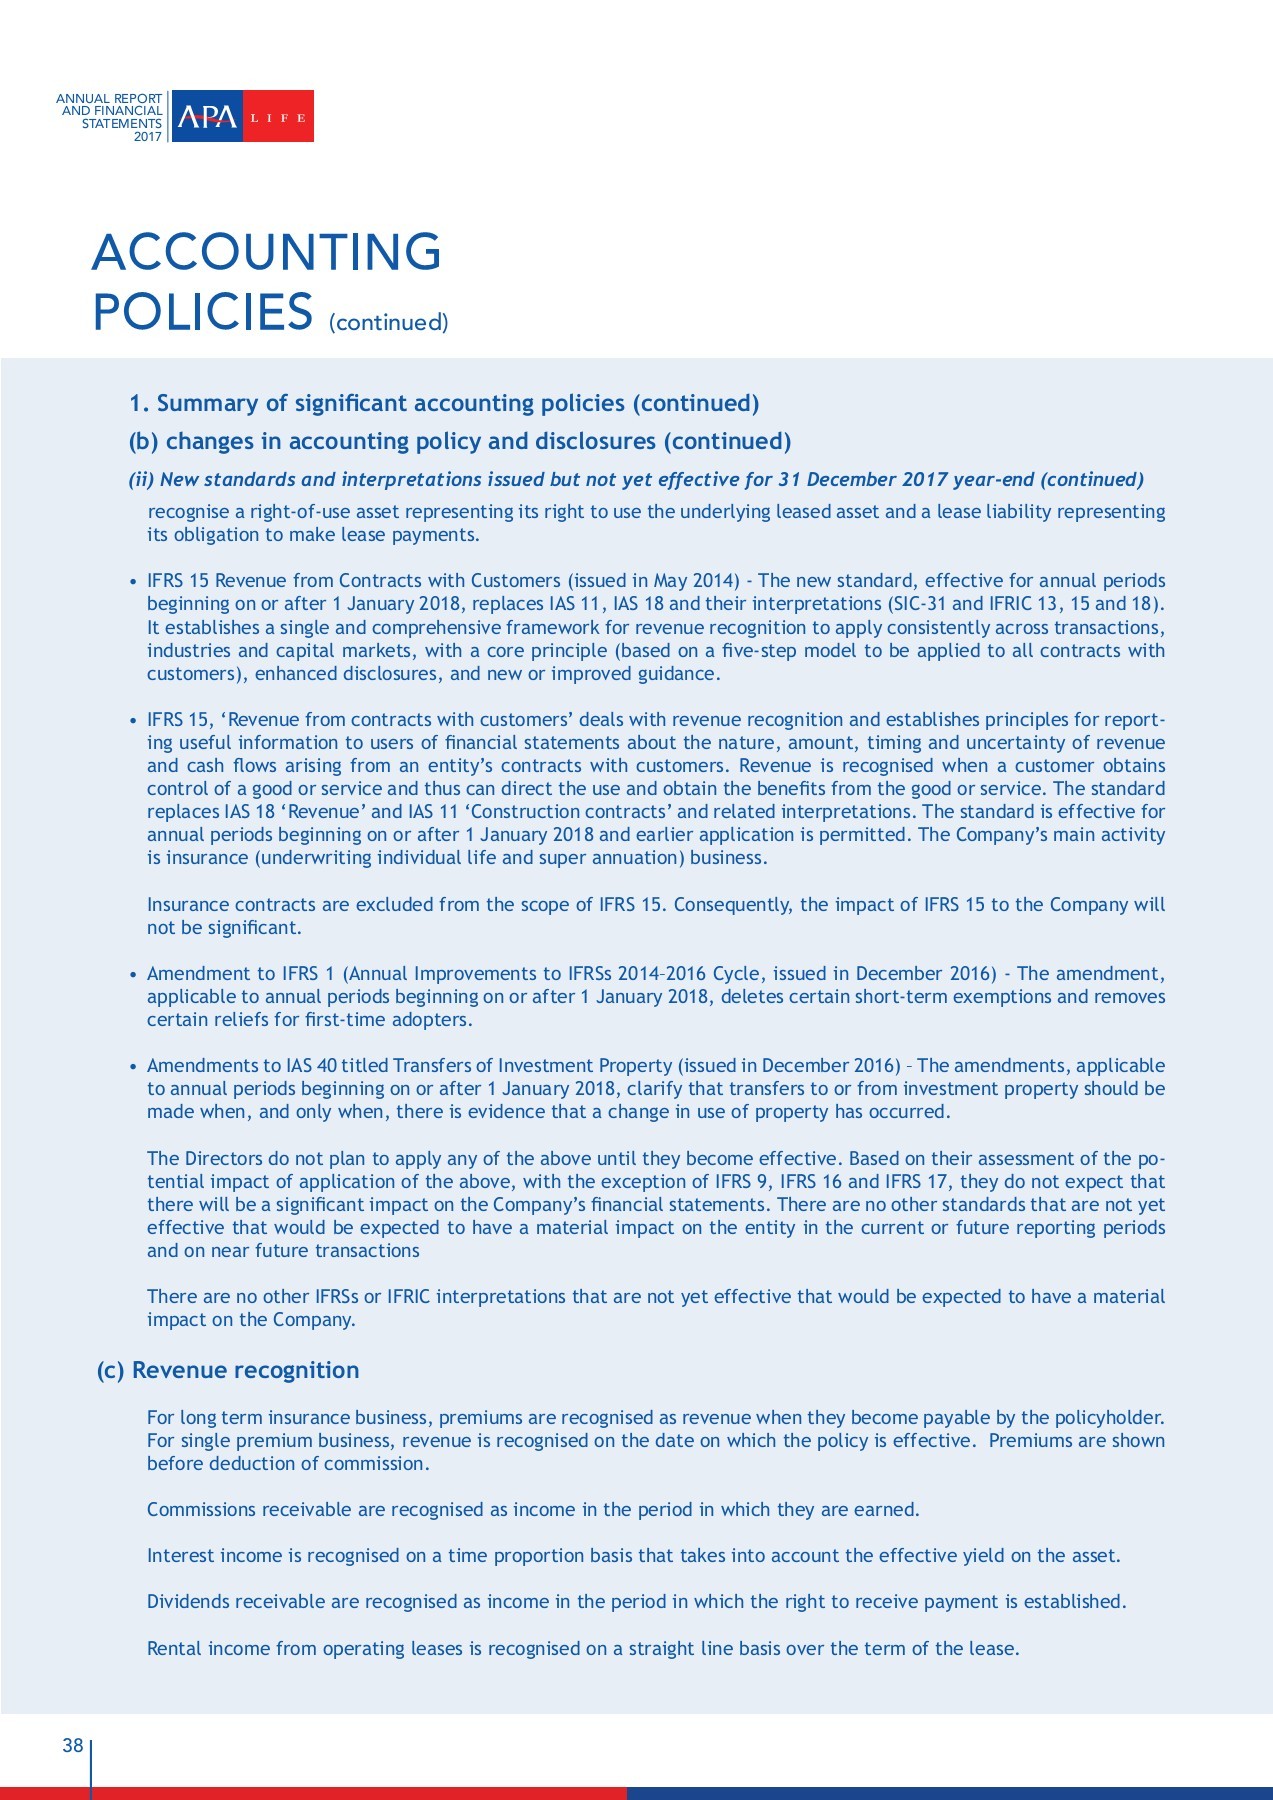 ANNUAL REPORT
AND FINANCIAL
STATEMENTS
2017
APA LIFE
ACCOUNTING
POLICIES (continued)
1. Summary of significant accounting policies (continued)
(b) changes in accounting policy and disclosures (continued)
(ii) New standards and interpretations issued but not yet effective for 31 December 2017 year-end (contined)
recognise a right-of-use asset representing its right to use the underlying leased asset and a lease liability representing
its obligation to make lease payments.
• IFRS 15 Revenue from Contracts with Customers (issued in May 2014) - The new standard, effective for annual periods
beginning on or after 1 January 2018, replaces IAS 11, IAS 18 and their interpretations (SIC-31 and IFRIC 13, 15 and 18).
It establishes a single and comprehensive framework for revenue recognition to apply consistently across transactions,
industries and capital markets, with a core principle (based on a five-step model to be applied to all contracts with
customers), enhanced disclosures, and new or improved guidance.
• IFRS 15, ‘Revenue from contracts with customers’ deals with revenue recognition and establishes principles for report-
ing useful information to users of financial statements about the nature, amount, timing and uncertainty of revenue
and cash flows arising from an entity’s contracts with customers. Revenue is recognised when a customer obtains
control of a good or service and thus can direct the use and obtain the benefits from the good or service. The standard
replaces IAS 18 ‘Revenue’ and IAS 11 ‘Construction contracts’ and related interpretations. The standard is effective for
annual periods beginning on or after 1 January 2018 and earlier application is permitted. The Company’s main activity
is insurance (underwriting individual life and super annuation) business.
Insurance contracts are excluded from the scope of IFRS 15. Consequently, the impact of IFRS 15 to the Company will
not be significant.
• Amendment to IFRS 1 (Annual Improvements to IFRSs 2014–2016 Cycle, issued in December 2016) - The amendment,
applicable to annual periods beginning on or after 1 January 2018, deletes certain short-term exemptions and removes
certain reliefs for first-time adopters.
• Amendments to IAS 40 titled Transfers of Investment Property (issued in December 2016) – The amendments, applicable
to annual periods beginning on or after 1 January 2018, clarify that transfers to or from investment property should be
made when, and only when, there is evidence that a change in use of property has occurred.
The Directors do not plan to apply any of the above until they become effective. Based on their assessment of the po-
tential impact of application of the above, with the exception of IFRS 9, IFRS 16 and IFRS 17, they do not expect that
there will be a significant impact on the Company’s financial statements. There are no other standards that are not yet
effective that would be expected to have a material impact on the entity in the current or future reporting periods
and on near future transactions
There are no other IFRSs or IFRIC interpretations that are not yet effective that would be expected to have a material
impact on the Company.
(c) Revenue recognition
For long term insurance business, premiums are recognised as revenue when they become payable by the policyholder.
For single premium business, revenue is recognised on the date on which the policy is effective.  Premiums are shown
before deduction of commission.
Commissions receivable are recognised as income in the period in which they are earned.
Interest income is recognised on a time proportion basis that takes into account the effective yield on the asset.
Dividends receivable are recognised as income in the period in which the right to receive payment is established.
Rental income from operating leases is recognised on a straight line basis over the term of the lease.
38